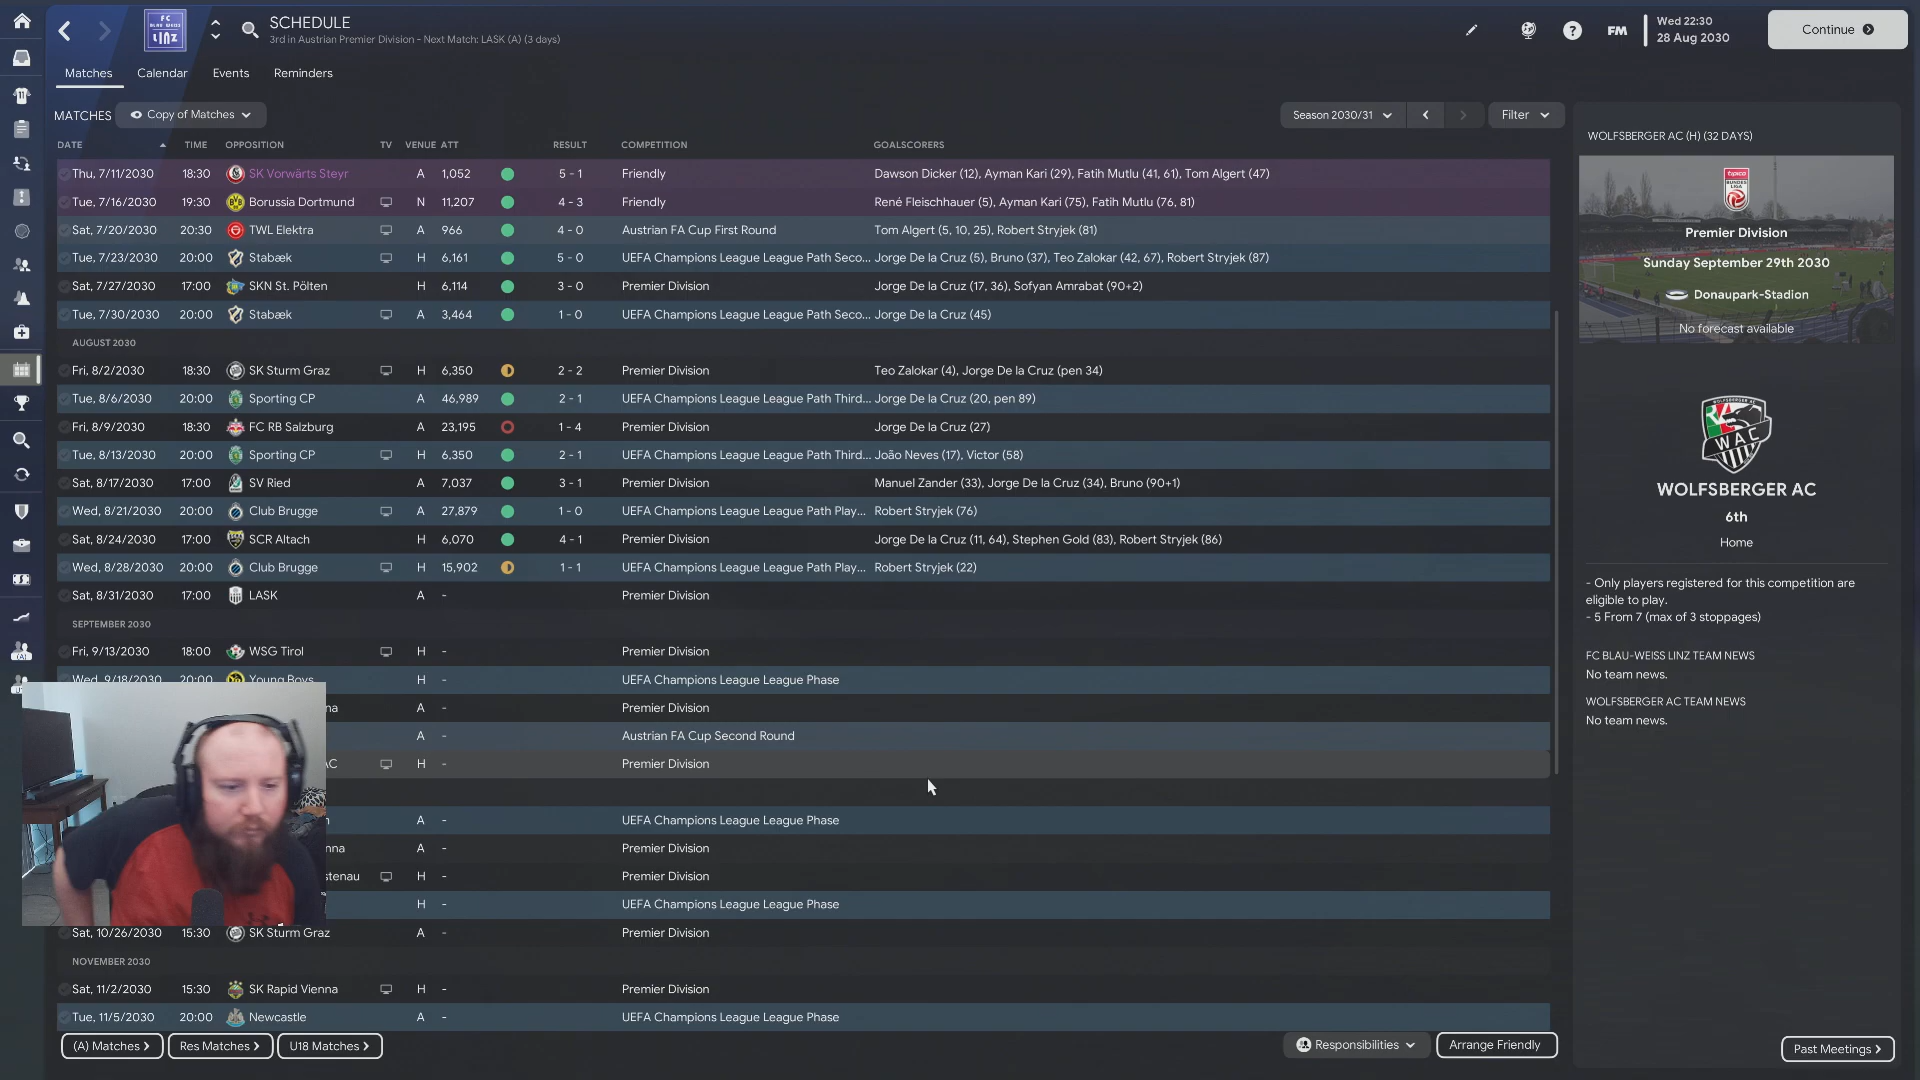 SCHEDULE
3rd in Austrian Premier Division - Next Match: LASK (A) (3 days)
FM
Wed 22:30
28 Aug 2030
Continue
Matches Calendar Events Reminders
MATCHES Copy of Matches
Season 2030/31 Filter
DATE TIME OPPOSITION TV VENUE ATT RESULT COMPETITION GOALSCORERS
Thu, 7/11/2030 18:30 SK Vorwärts Steyr A 1,052 5 - 1 Friendly Dawson Dicker (12), Ayman Kari (29), Fatih Mutlu (41, 61), Tom Algert (47)
Tue, 7/16/2030 19:30 Borussia Dortmund N 11,207 4 - 3 Friendly René Fleischhauer (5), Ayman Kari (75), Fatih Mutlu (76, 81)
Sat, 7/20/2030 20:30 TWL Elektra A 966 4 - 0 Austrian FA Cup First Round Tom Algert (5, 10, 25), Robert Stryjek (81)
Tue, 7/23/2030 20:00 Stabæk H 6,161 5 - 0 UEFA Champions League League Path Seco... Jorge De la Cruz (5), Bruno (37), Teo Zalokar (42, 67), Robert Stryjek (87)
Sat, 7/27/2030 17:00 SKN St. Pölten H 6,114 3 - 0 Premier Division Jorge De la Cruz (17, 36), Sofyan Amrabat (90+2)
Tue, 7/30/2030 20:00 Stabæk A 3,464 1 - 0 UEFA Champions League League Path Seco... Jorge De la Cruz (45)
AUGUST 2030
Fri, 8/2/2030 18:30 SK Sturm Graz H 6,350 2 - 2 Premier Division Teo Zalokar (4), Jorge De la Cruz (pen 34)
Tue, 8/6/2030 20:00 Sporting CP A 46,989 2 - 1 UEFA Champions League League Path Third... Jorge De la Cruz (20, pen 89)
Fri, 8/9/2030 18:30 FC RB Salzburg A 23,195 1 - 4 Premier Division Jorge De la Cruz (27)
Tue, 8/13/2030 20:00 Sporting CP H 6,350 2 - 1 UEFA Champions League League Path Third... João Neves (17), Victor (58)
Sat, 8/17/2030 17:00 SV Ried A 7,037 3 - 1 Premier Division Manuel Zander (33), Jorge De la Cruz (34), Bruno (90+1)
Wed, 8/21/2030 20:00 Club Brugge A 27,879 1 - 0 UEFA Champions League League Path Play... Robert Stryjek (76)
Sat, 8/24/2030 17:00 SCR Altach H 6,070 4 - 1 Premier Division Jorge De la Cruz (11, 64), Stephen Gold (83), Robert Stryjek (86)
Wed, 8/28/2030 20:00 Club Brugge H 15,902 1 - 1 UEFA Champions League League Path Play... Robert Stryjek (22)
Sat, 8/31/2030 17:00 LASK A - Premier Division
SEPTEMBER 2030
Fri, 9/13/2030 18:00 WSG Tirol H - Premier Division
Wed, 9/18/2030 20:00 Young Boys H - UEFA Champions League League Phase
na A - Premier Division
A - Austrian FA Cup Second Round
AC H - Premier Division
A - UEFA Champions League League Phase
nna A - Premier Division
stenau H - Premier Division
H - UEFA Champions League League Phase
Sat, 10/26/2030 15:30 SK Sturm Graz A - Premier Division
NOVEMBER 2030
Sat, 11/2/2030 15:30 SK Rapid Vienna H - Premier Division
Tue, 11/5/2030 20:00 Newcastle A - UEFA Champions League League Phase
(A) Matches Res Matches U18 Matches
Responsibilities Arrange Friendly
WOLFSBERGER AC (H) (32 DAYS)
Premier Division
Sunday September 29th 2030
Donaupark-Stadion
No forecast available
WAC
WOLFSBERGER AC
6th
Home
- Only players registered for this competition are
eligible to play.
- 5 From 7 (max of 3 stoppages)
FC BLAU-WEISS LINZ TEAM NEWS
No team news.
WOLFSBERGER AC TEAM NEWS
No team news.
Past Meetings